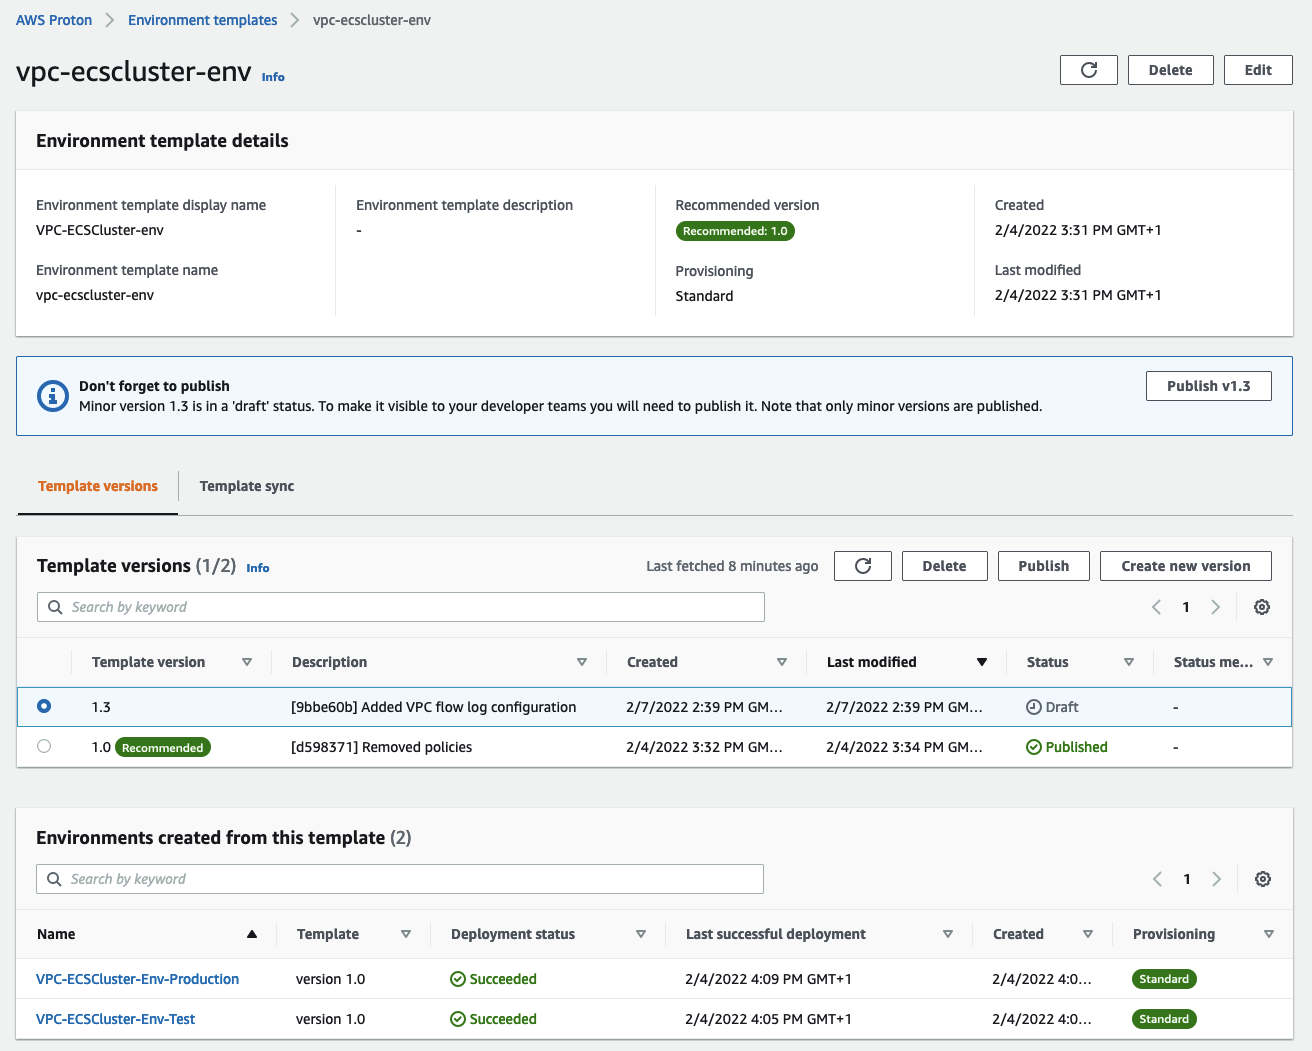 AWS Proton > Environment templates > vpc-ecscluster-env
vpc-ecscluster-env Info
Delete Edit
Environment template details
Environment template display name
VPC-ECSCluster-env
Environment template name
vpc-ecscluster-env
Environment template description
-
Recommended version
Recommended: 1.0
Provisioning
Standard
Created
2/4/2022 3:31 PM GMT+1
Last modified
2/4/2022 3:31 PM GMT+1
Don't forget to publish
Minor version 1.3 is in a 'draft' status. To make it visible to your developer teams you will need to publish it. Note that only minor versions are published.
Publish v1.3
Template versions Template sync
Template versions (1/2) Info Last fetched 8 minutes ago Delete Publish Create new version
Search by keyword 1
Template version Description Created Last modified Status Status me...
1.3 [9bbe60b] Added VPC flow log configuration 2/7/2022 2:39 PM GM... 2/7/2022 2:39 PM GM... Draft -
1.0 Recommended [d598371] Removed policies 2/4/2022 3:32 PM GM... 2/4/2022 3:34 PM GM... Published -
Environments created from this template (2)
Search by keyword 1
Name Template Deployment status Last successful deployment Created Provisioning
VPC-ECSCluster-Env-Production version 1.0 Succeeded 2/4/2022 4:09 PM GMT+1 2/4/2022 4:0... Standard
VPC-ECSCluster-Env-Test version 1.0 Succeeded 2/4/2022 4:05 PM GMT+1 2/4/2022 4:0... Standard